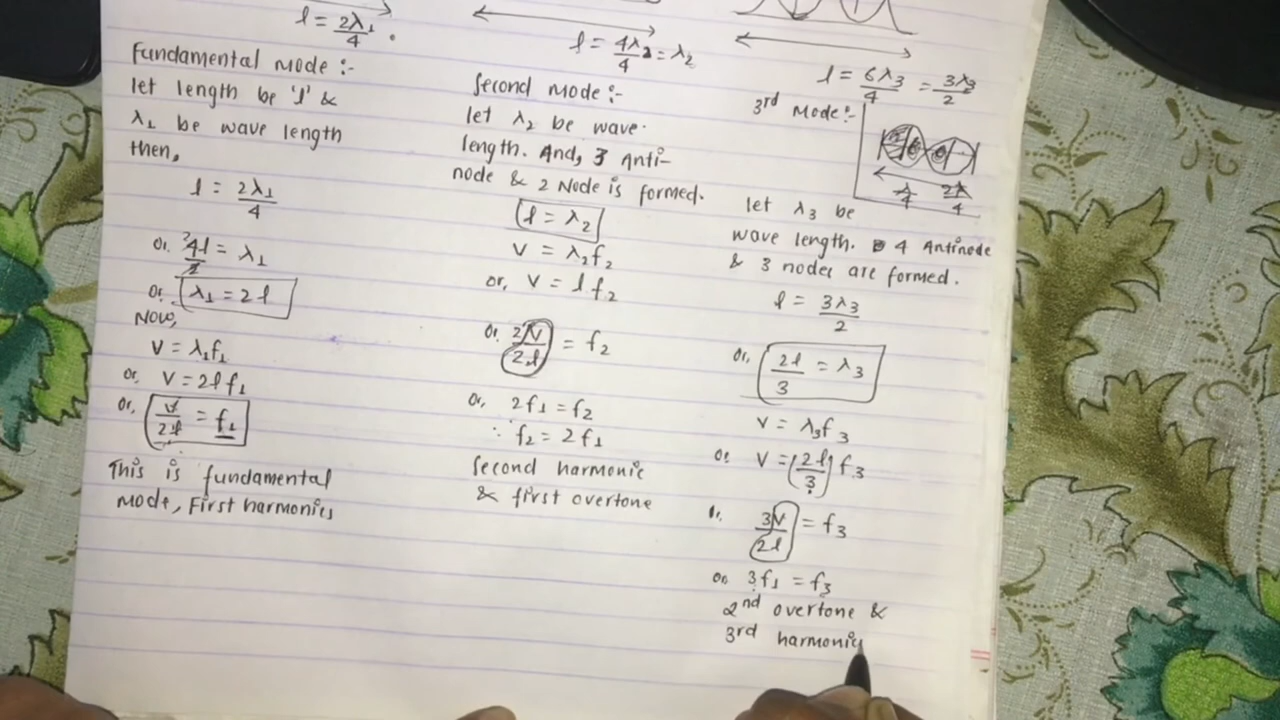 l = 2λ₁/4 .
Fundamental mode :-
let length be 'l' &
λ₁ be wave length
then,
l = 2λ₁/4
Or, 4l/2 = λ₁
Or, λ₁ = 2l
Now,
V = λ₁f₁
Or, V = 2l f₁
Or, V/2l = f₁
This is fundamental
mode, First harmonics
l = 4λ₂/4 = λ₂
Second mode :-
let λ₂ be wave.
length. And, 3 Anti-
node & 2 Node is formed.
l = λ₂
V = λ₂f₂
or, V = l f₂
Or, 2V/2l = f₂
Or, 2f₁ = f₂
∵ f₂ = 2f₁
Second harmonic
& first overtone
l = 6λ₃/4 = 3λ₃/2
3rd Mode :-
let λ₃ be
wave length. 4 Antinode
& 3 nodes are formed.
l = 3λ₃/2
Or, 2l/3 = λ₃
V = λ₃f₃
Or V = (2l/3) f₃
Or, 3V/2l = f₃
Or 3f₁ = f₃
2nd overtone &
3rd harmonic